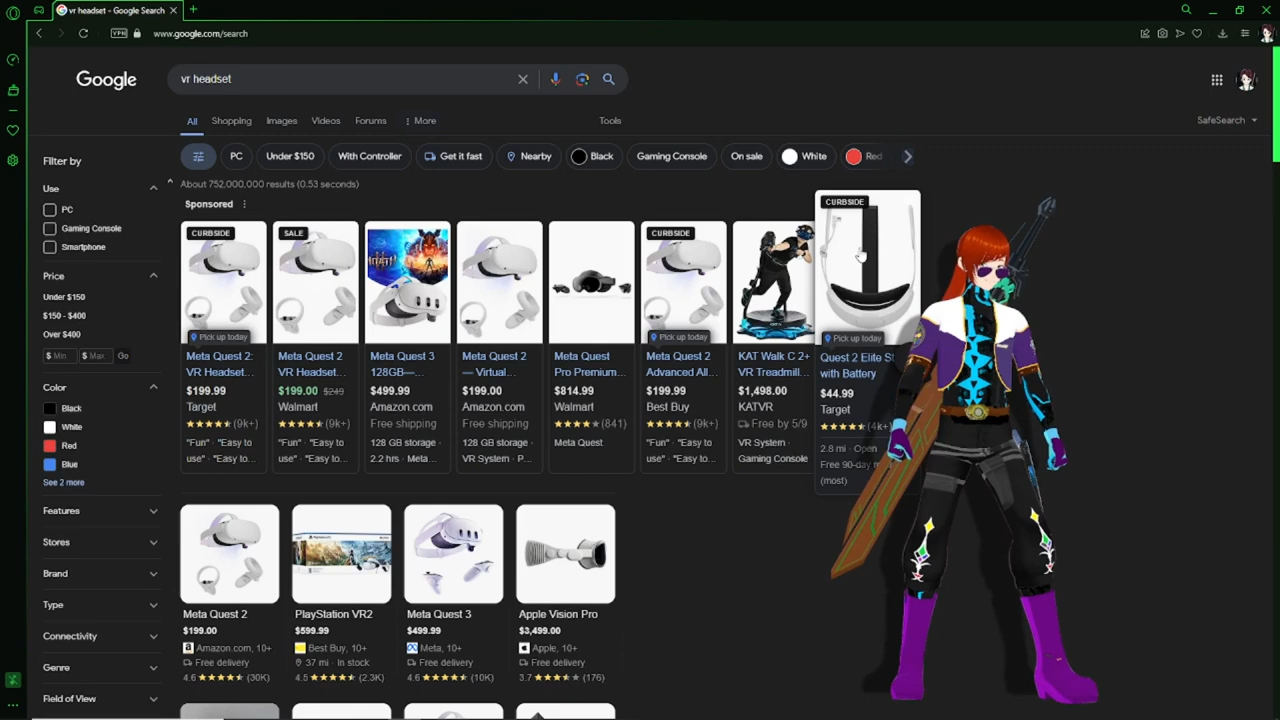 vr headset - Google Search
VPN
www.google.com/search
Google
vr headset
All
Shopping
Images
Videos
Forums
More
Tools
SafeSearch
PC
Under $150
With Controller
Get it fast
Nearby
Black
Gaming Console
On sale
White
Red
About 752,000,000 results (0.53 seconds)
Sponsored
Filter by
Use
PC
Gaming Console
Smartphone
Price
Under $150
$150 - $400
Over $400
$ Min
$ Max
Go
Color
Black
White
Red
Blue
See 2 more
Features
Stores
Brand
Type
Connectivity
Genre
Field of View
CURBSIDE
Pick up today
Meta Quest 2:
VR Headset...
$199.99
Target
(9k+)
"Fun" · "Easy to
use" · "Easy to...
SALE
Meta Quest 2
VR Headset...
$199.00 $249
Walmart
(9k+)
"Fun" · "Easy to
use" · "Easy to...
Meta Quest 3
128GB—...
$499.99
Amazon.com
Free shipping
128 GB storage ·
2.2 hrs · Meta...
Meta Quest 2
— Virtual...
$199.00
Amazon.com
Free shipping
128 GB storage ·
VR System · P...
Meta Quest
Pro Premium...
$814.99
Walmart
(841)
Meta Quest
CURBSIDE
Pick up today
Meta Quest 2
Advanced All...
$199.99
Best Buy
(9k+)
"Fun" · "Easy to
use" · "Easy to...
KAT Walk C 2+
VR Treadmill...
$1,498.00
KATVR
Free by 5/9
VR System ·
Gaming Console
CURBSIDE
Pick up today
Quest 2 Elite
with Battery
$44.99
Target
(4k+)
2.8 mi · Open
Free 90-day
(most)
Meta Quest 2
$199.00
Amazon.com, 10+
Free delivery
4.6 (30K)
PlayStation VR2
$599.99
Best Buy, 10+
37 mi · In stock
4.5 (2.3K)
Meta Quest 3
$499.99
Meta, 10+
Free delivery
4.6 (10K)
Apple Vision Pro
$3,499.00
Apple, 10+
Free delivery
3.7 (176)